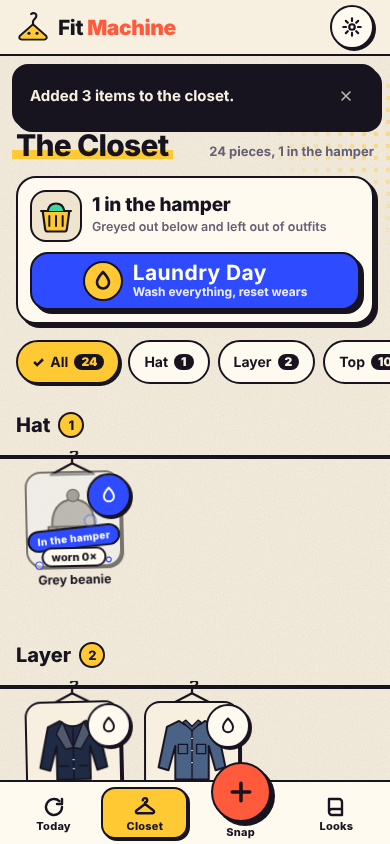 Fit Machine
Added 3 items to the closet.
The Closet
24 pieces, 1 in the hamper
1 in the hamper
Greyed out below and left out of outfits
Laundry Day
Wash everything, reset wears
All 24
Hat 1
Layer 2
Top 10
Hat 1
In the hamper
worn 0×
Grey beanie
Layer 2
Today
Closet
Snap
Looks